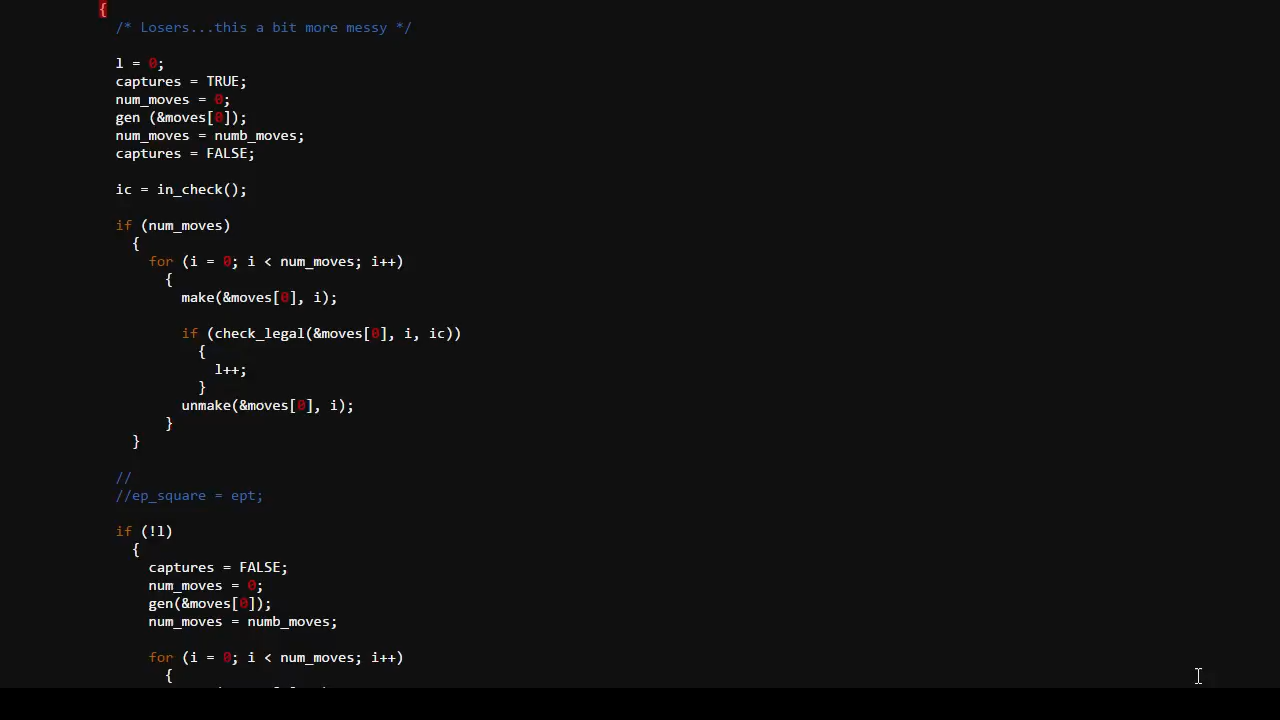 {
/* Losers...this a bit more messy */
l = 0;
captures = TRUE;
num_moves = 0;
gen (&moves[0]);
num_moves = numb_moves;
captures = FALSE;
ic = in_check();
if (num_moves)
{
for (i = 0; i < num_moves; i++)
{
make(&moves[0], i);
if (check_legal(&moves[0], i, ic))
{
l++;
}
unmake(&moves[0], i);
}
}
//
//ep_square = ept;
if (!l)
{
captures = FALSE;
num_moves = 0;
gen(&moves[0]);
num_moves = numb_moves;
for (i = 0; i < num_moves; i++)
{